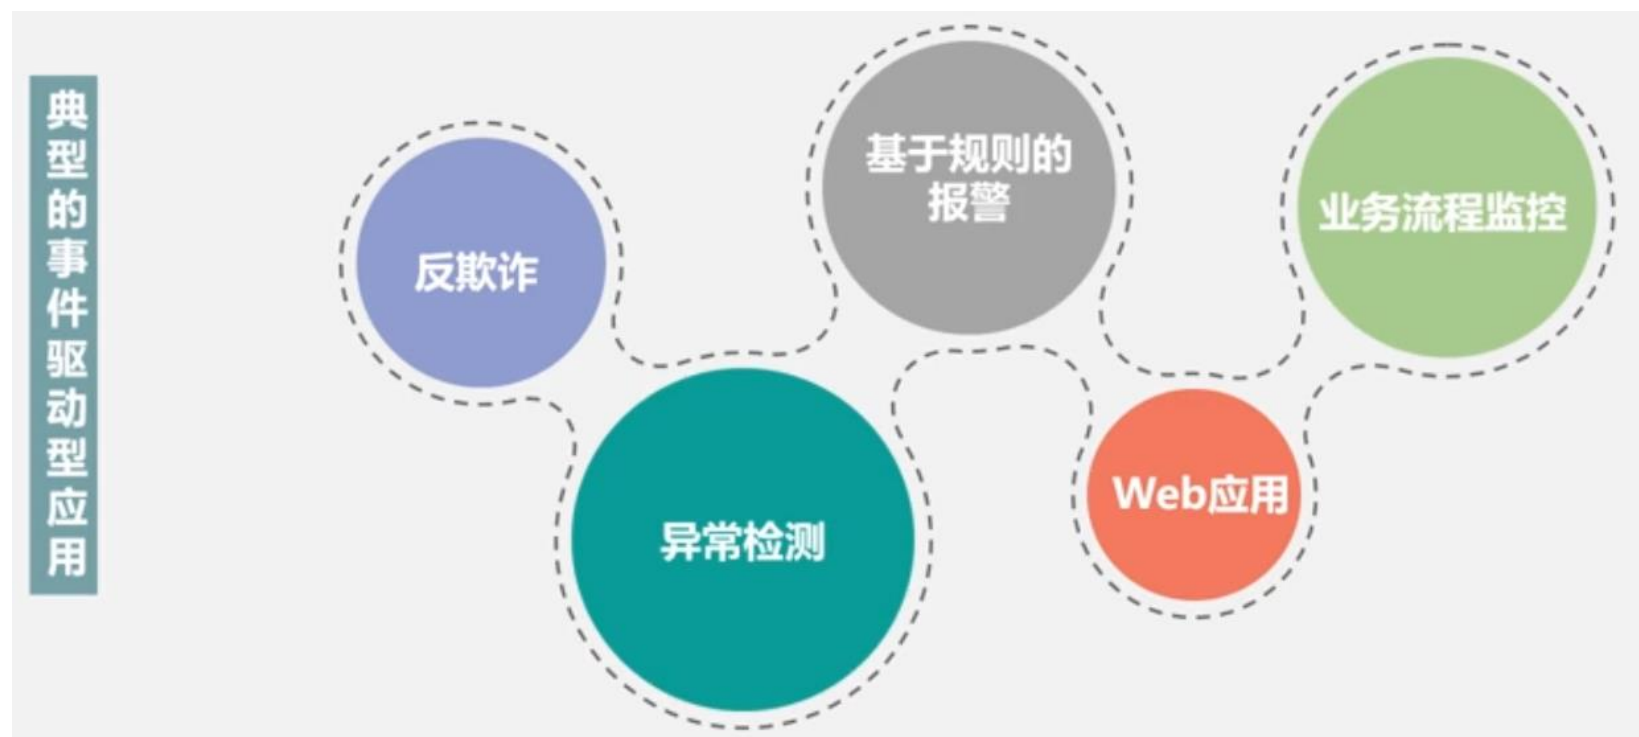 典型的事件驱动型应用
反欺诈
异常检测
基于规则的
报警
Web应用
业务流程监控